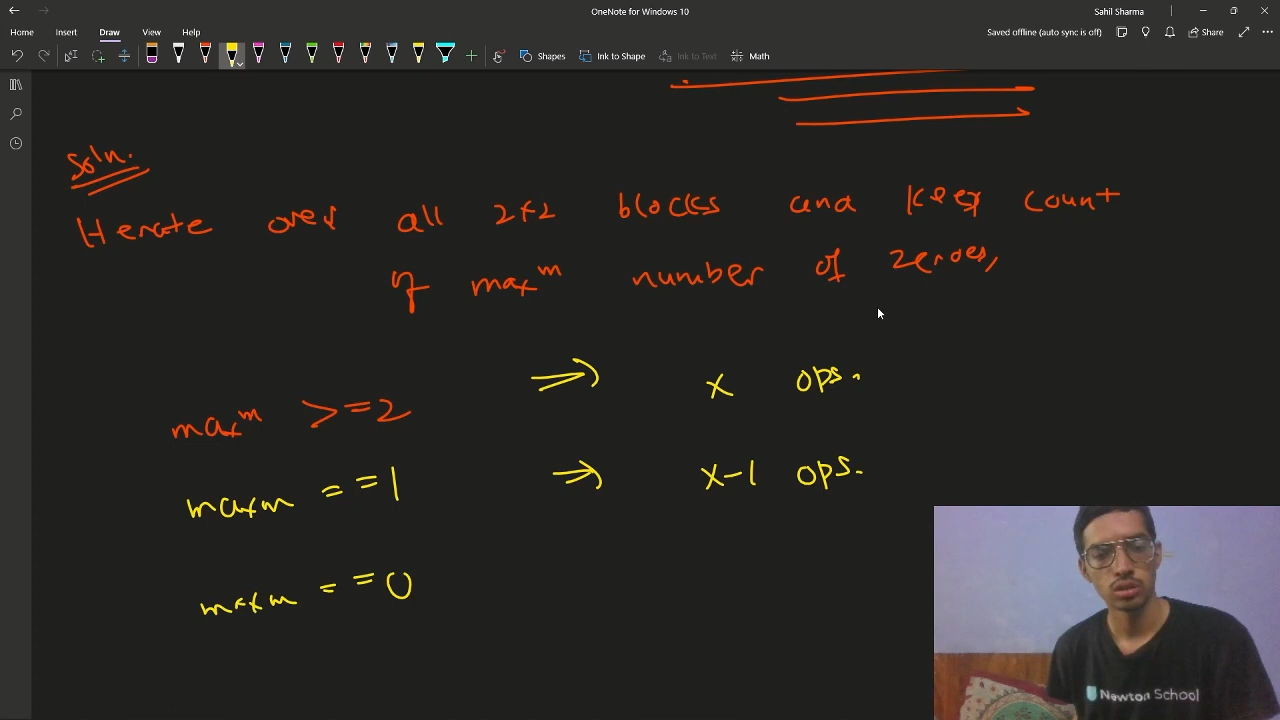 OneNote for Windows 10
Sahil Sharma
Home Insert Draw View Help
Saved offline (auto sync is off)
Share
Shapes
Ink to Shape
Ink to Text
Math
Soln.
Iterate over all 2*2 blocks and keep count
of maxm number of zeroes,
maxm >=2 => x ops.
maxm ==1 => x-1 ops.
maxm ==0
Newton School